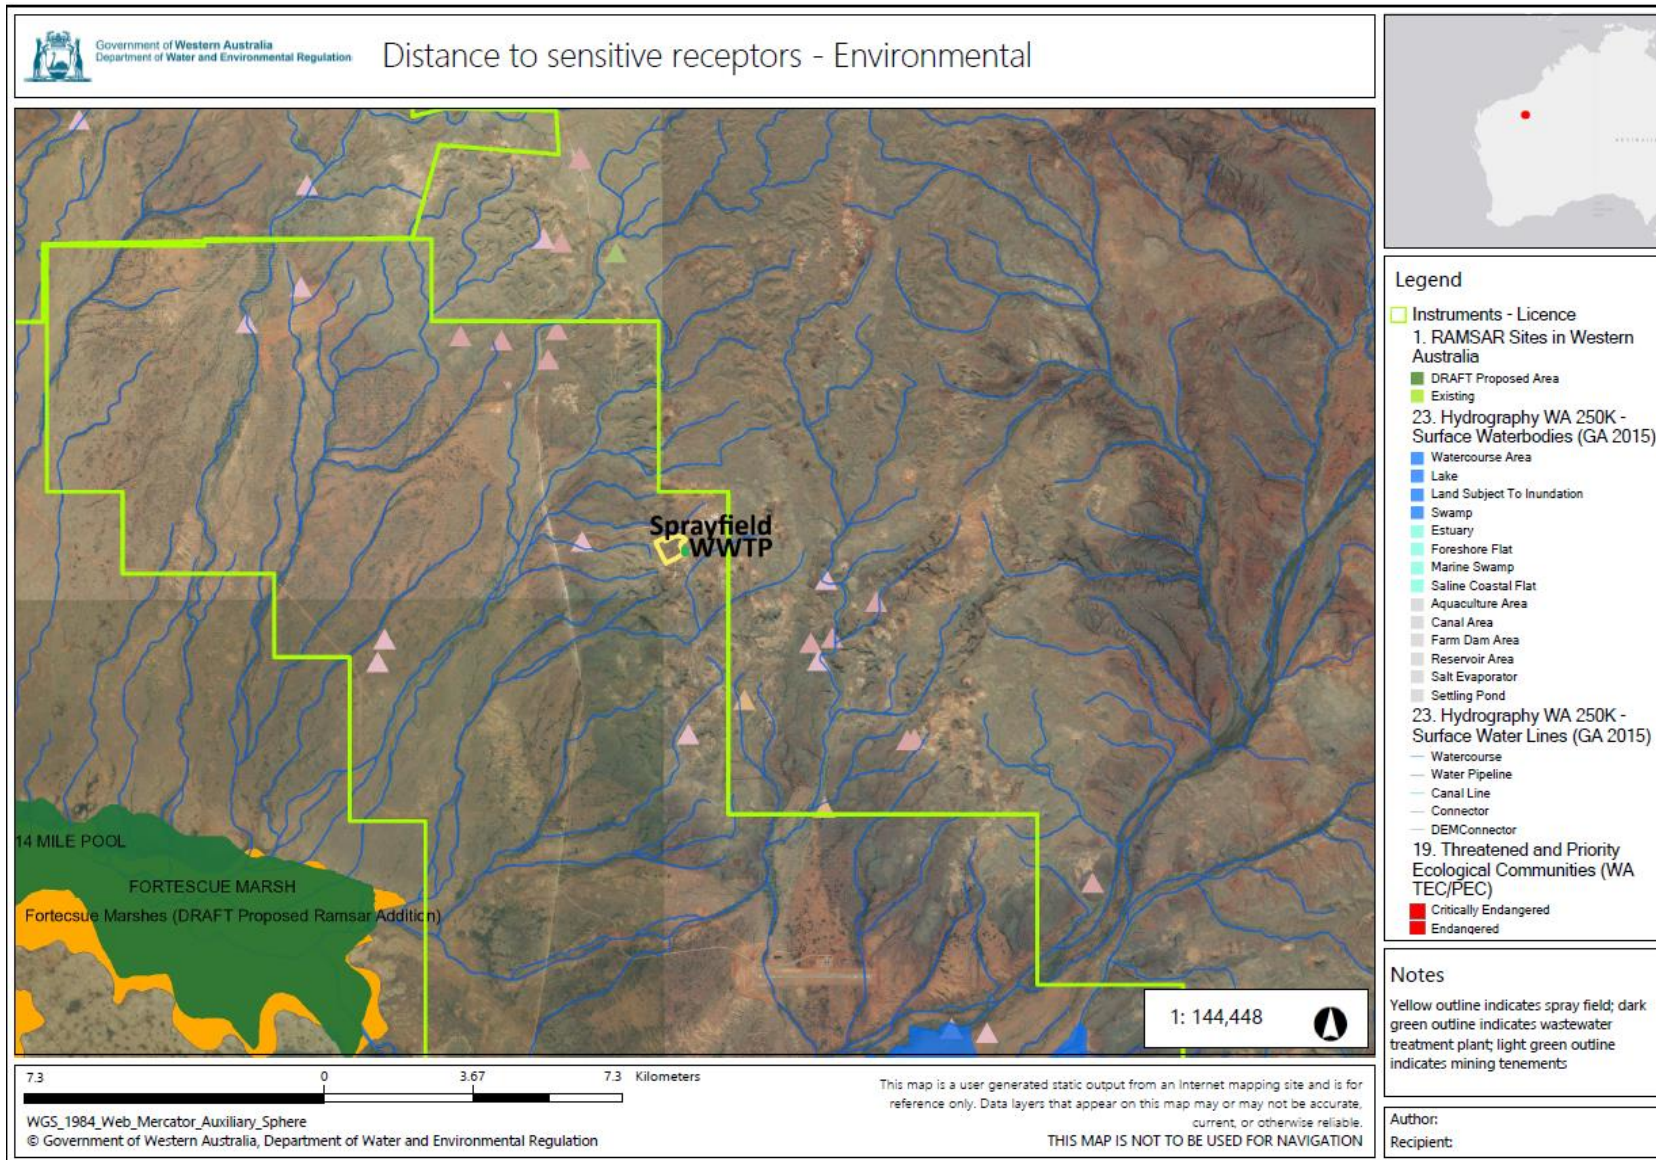 Government of Western Australia
Department of Water and Environmental Regulation
Distance to sensitive receptors - Environmental
Sprayfield
WWTP
14 MILE POOL
FORTESCUE MARSH
Fortecsue Marshes (DRAFT Proposed Ramsar Addition)
1: 144,448
Legend
Instruments - Licence
1. RAMSAR Sites in Western
Australia
DRAFT Proposed Area
Existing
23. Hydrography WA 250K -
Surface Waterbodies (GA 2015)
Watercourse Area
Lake
Land Subject To Inundation
Swamp
Estuary
Foreshore Flat
Marine Swamp
Saline Coastal Flat
Aquaculture Area
Canal Area
Farm Dam Area
Reservoir Area
Salt Evaporator
Settling Pond
23. Hydrography WA 250K -
Surface Water Lines (GA 2015)
Watercourse
Water Pipeline
Canal Line
Connector
DEMConnector
19. Threatened and Priority
Ecological Communities (WA
TEC/PEC)
Critically Endangered
Endangered
Notes
Yellow outline indicates spray field; dark
green outline indicates wastewater
treatment plant; light green outline
indicates mining tenements
Author:
Recipient:
7.3 0 3.67 7.3 Kilometers
WGS_1984_Web_Mercator_Auxiliary_Sphere
© Government of Western Australia, Department of Water and Environmental Regulation
This map is a user generated static output from an Internet mapping site and is for
reference only. Data layers that appear on this map may or may not be accurate,
current, or otherwise reliable.
THIS MAP IS NOT TO BE USED FOR NAVIGATION